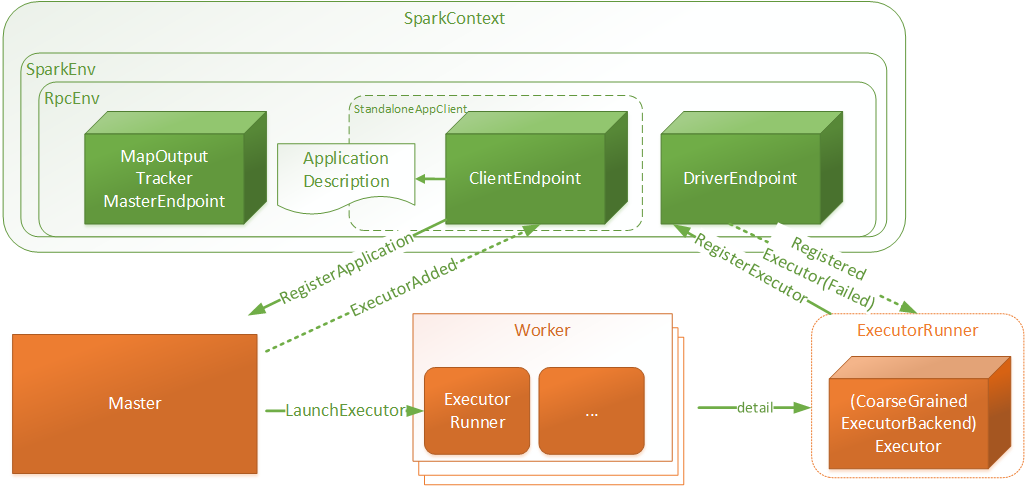 SparkContext
SparkEnv
RpcEnv
StandaloneAppClient
MapOutput
Tracker
MasterEndpoint
Application
Description
ClientEndpoint
DriverEndpoint
RegisterApplication
ExecutorAdded
RegisterExecutor
Registered
Executor(Failed)
Master
LaunchExecutor
Worker
Executor
Runner
...
detail
ExecutorRunner
(CoarseGrained
ExecutorBackend)
Executor